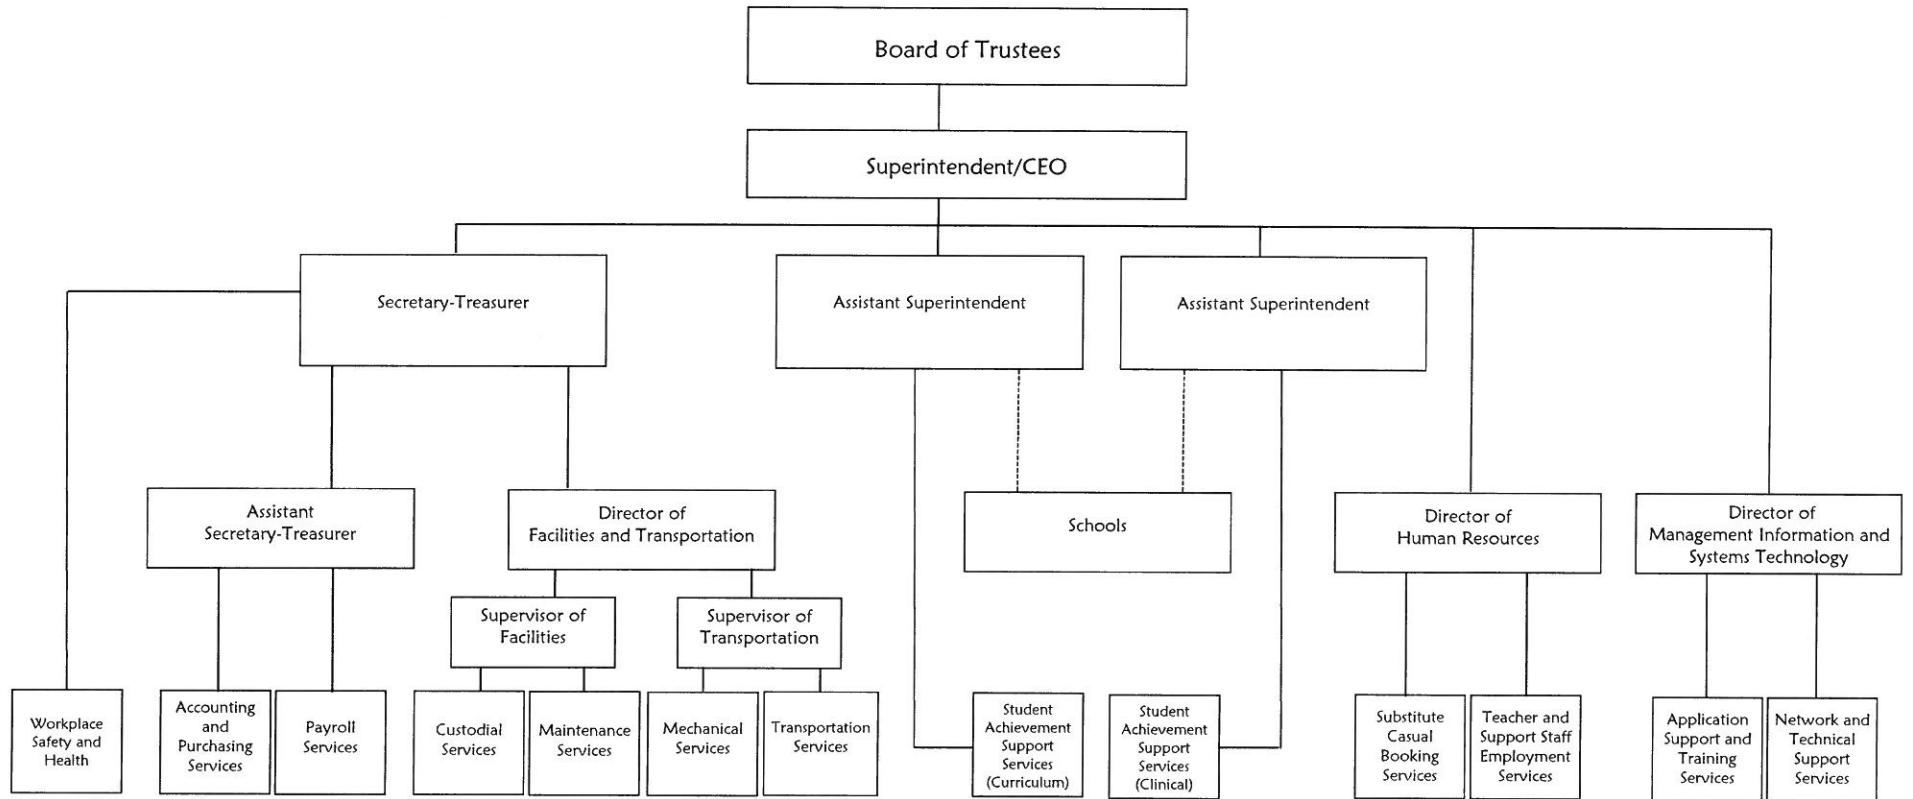 Board of Trustees
Superintendent/CEO
Secretary-Treasurer
Assistant Superintendent
Assistant Superintendent
Assistant
Secretary-Treasurer
Director of
Facilities and Transportation
Schools
Director of
Human Resources
Director of
Management Information and
Systems Technology
Supervisor of
Facilities
Supervisor of
Transportation
Workplace
Safety and
Health
Accounting
and
Purchasing
Services
Payroll
Services
Custodial
Services
Maintenance
Services
Mechanical
Services
Transportation
Services
Student
Achievement
Support
Services
(Curriculum)
Student
Achievement
Support
Services
(Clinical)
Substitute
Casual
Booking
Services
Teacher and
Support Staff
Employment
Services
Application
Support and
Training
Services
Network and
Technical
Support
Services